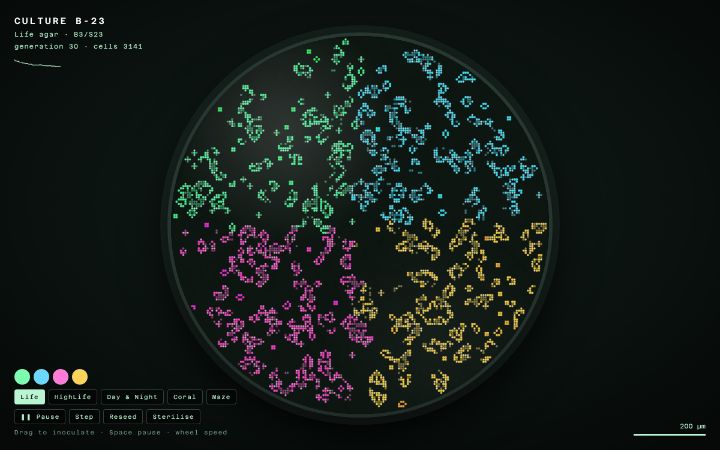 CULTURE B-23
Life agar · B3/S23
generation 30 · cells 3141
Life HighLife Day & Night Coral Maze
❚❚ Pause Step Reseed Sterilise
Drag to inoculate · Space pause · Wheel speed
200 µm